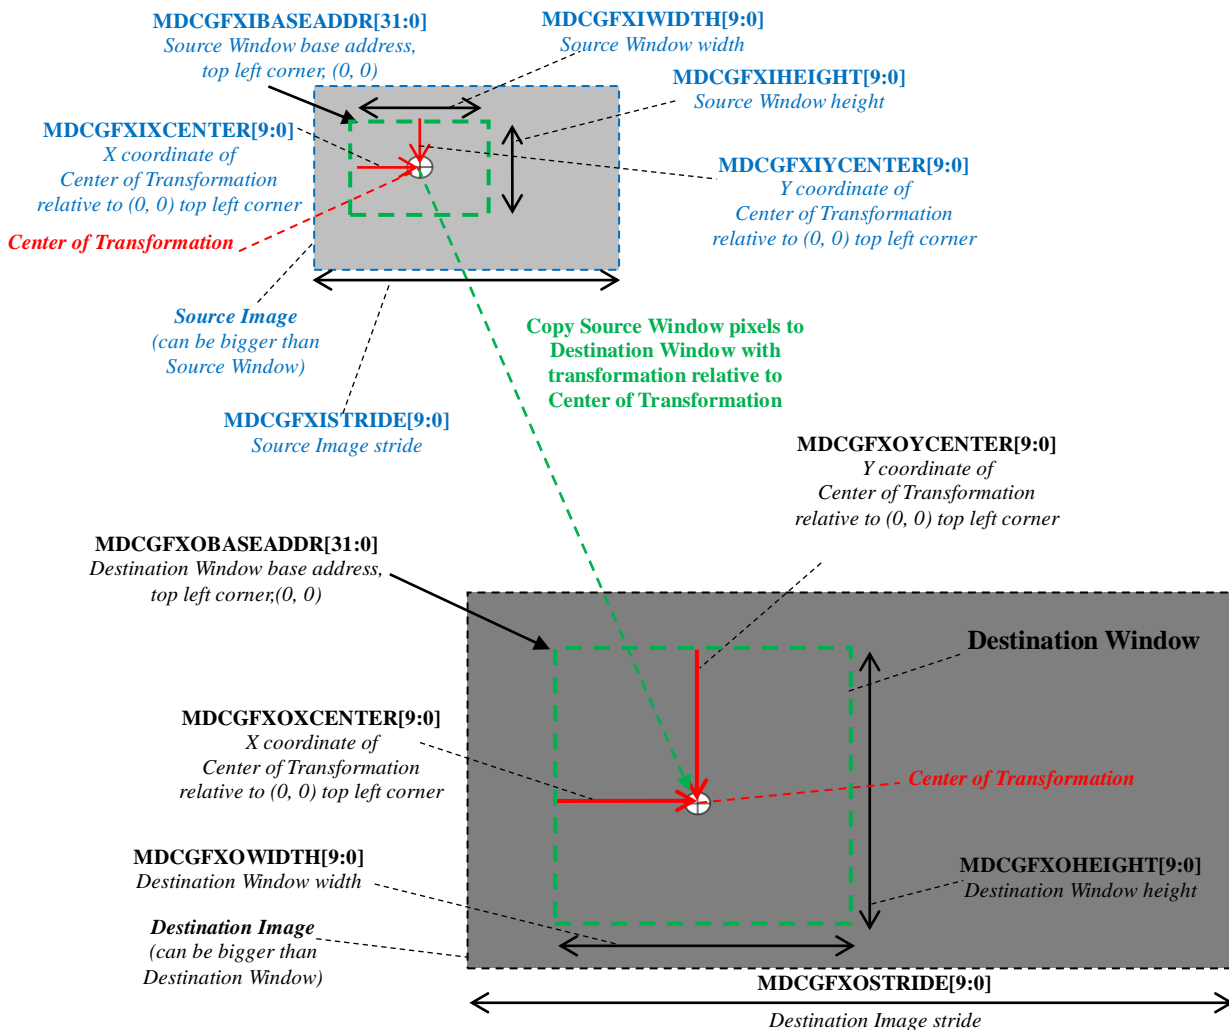 MDCGFXIBASEADDR[31:0]
Source Window base address,
top left corner, (0, 0)
MDCGFXIWIDTH[9:0]
Source Window width
MDCGFXIHEIGHT[9:0]
Source Window height
MDCGFXIXCENTER[9:0]
X coordinate of
Center of Transformation
relative to (0, 0) top left corner
MDCGFXIYCENTER[9:0]
Y coordinate of
Center of Transformation
relative to (0, 0) top left corner
Center of Transformation
Source Image
(can be bigger than
Source Window)
Copy Source Window pixels to
Destination Window with
transformation relative to
Center of Transformation
MDCGFXISTRIDE[9:0]
Source Image stride
MDCGFXOYCENTER[9:0]
Y coordinate of
Center of Transformation
relative to (0, 0) top left corner
MDCGFXOBASEADDR[31:0]
Destination Window base address,
top left corner,(0, 0)
Destination Window
MDCGFXOXCENTER[9:0]
X coordinate of
Center of Transformation
relative to (0, 0) top left corner
Center of Transformation
MDCGFXOWIDTH[9:0]
Destination Window width
MDCGFXOHEIGHT[9:0]
Destination Window height
Destination Image
(can be bigger than
Destination Window)
MDCGFXOSTRIDE[9:0]
Destination Image stride